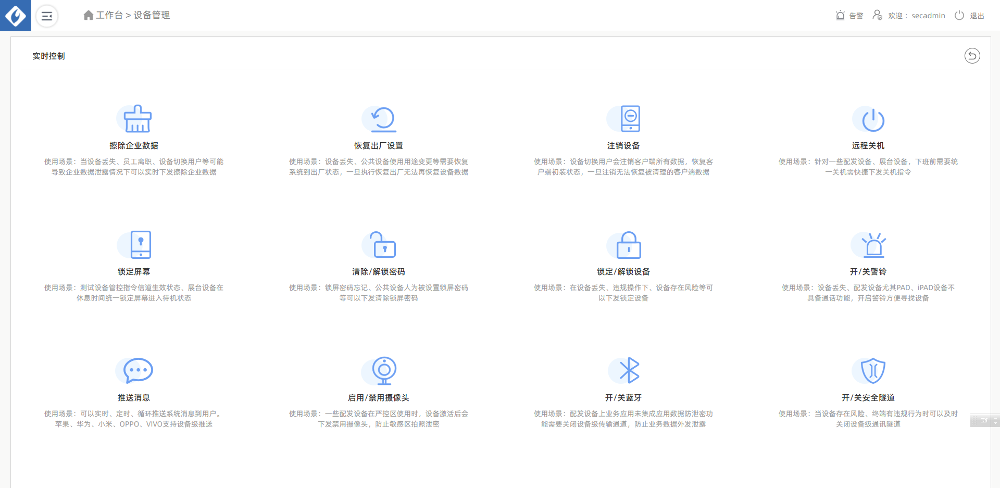 工作台 > 设备管理
告警
欢迎：secadmin
退出
实时控制
擦除企业数据
使用场景：当设备丢失、员工离职、设备切换用户等可能
导致企业数据泄露情况下可以实时下发擦除企业数据
恢复出厂设置
使用场景：设备丢失、公共设备使用用途变更等需要恢复
系统到出厂状态，一旦执行恢复出厂无法再恢复设备数据
注销设备
使用场景：设备切换用户会注销客户端所有数据，恢复客
户端初装状态，一旦注销无法恢复被清理的客户端数据
远程关机
使用场景：针对一些配发设备、展台设备，下班前需要统
一关机需快捷下发关机指令
锁定屏幕
使用场景：测试设备管控指令信道生效状态、展台设备在
休息时间统一锁定屏幕进入待机状态
清除/解锁密码
使用场景：锁屏密码忘记、公共设备人为被设置锁屏密码
等可以下发清除锁屏密码
锁定/解锁设备
使用场景：在设备丢失、违规操作下、设备存在风险等可
以下发锁定设备
开/关警铃
使用场景：设备丢失、配发设备尤其PAD、iPAD设备不
具备通话功能，开启警铃方便寻找设备
推送消息
使用场景：可以实时、定时、循环推送系统消息到用户。
苹果、华为、小米、OPPO、VIVO支持设备级推送
启用/禁用摄像头
使用场景：一些配发设备在严控区使用时，设备激活后会
下发禁用摄像头，防止敏感区拍照泄密
开/关蓝牙
使用场景：配发设备上业务应用未集成应用数据防泄密功
能需要关闭设备级传输通道，防止业务数据外发泄露
开/关安全隧道
使用场景：当设备存在风险、终端有违规行为时可以及时
关闭设备级通讯隧道
EN